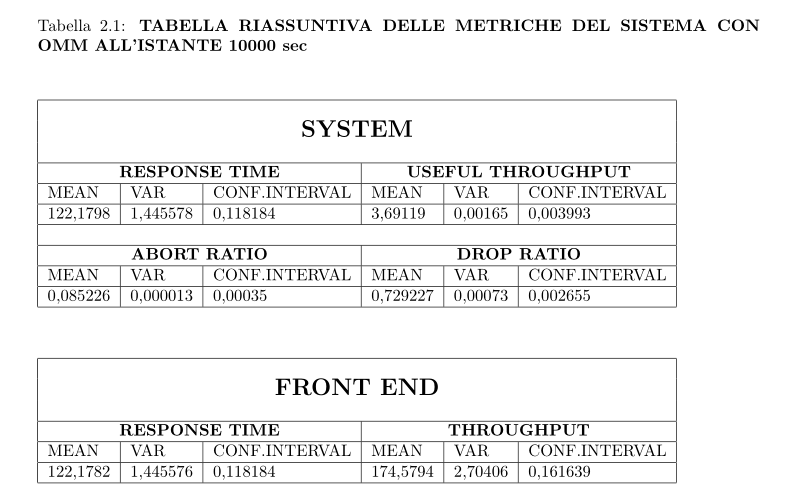 Tabella 2.1: TABELLA RIASSUNTIVA DELLE METRICHE DEL SISTEMA CON
OMM ALL'ISTANTE 10000 sec
SYSTEM
RESPONSE TIME USEFUL THROUGHPUT
MEAN VAR CONF.INTERVAL MEAN VAR CONF.INTERVAL
122,1798 1,445578 0,118184 3,69119 0,00165 0,003993
ABORT RATIO DROP RATIO
MEAN VAR CONF.INTERVAL MEAN VAR CONF.INTERVAL
0,085226 0,000013 0,00035 0,729227 0,00073 0,002655
FRONT END
RESPONSE TIME THROUGHPUT
MEAN VAR CONF.INTERVAL MEAN VAR CONF.INTERVAL
122,1782 1,445576 0,118184 174,5794 2,70406 0,161639